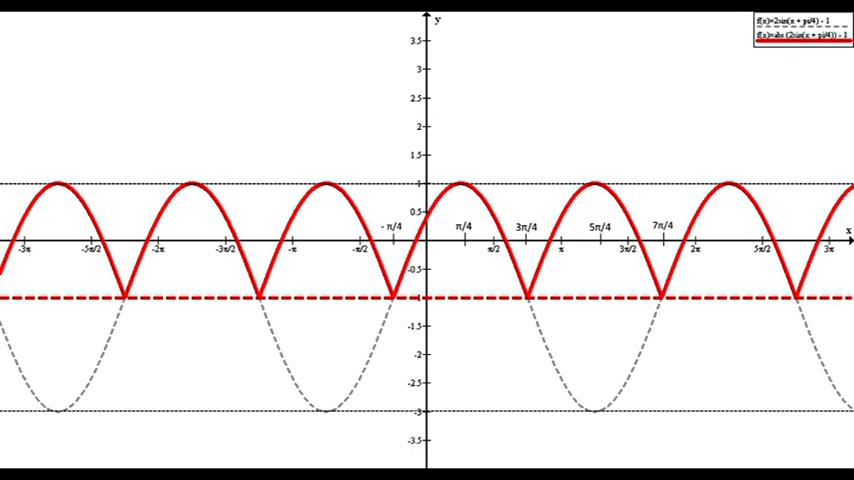 y
f(x)=2sin(x + pi/4) - 1
f(x)=abs (2sin(x + pi/4)) - 1
3.5
3
2.5
2
1.5
1
0.5
- π/4 π/4 3π/4 5π/4 7π/4 x
-3π -5π/2 -2π -3π/2 -π -π/2 π/2 π 3π/2 2π 5π/2 3π
-0.5
-1.5
-2
-2.5
-3
-3.5